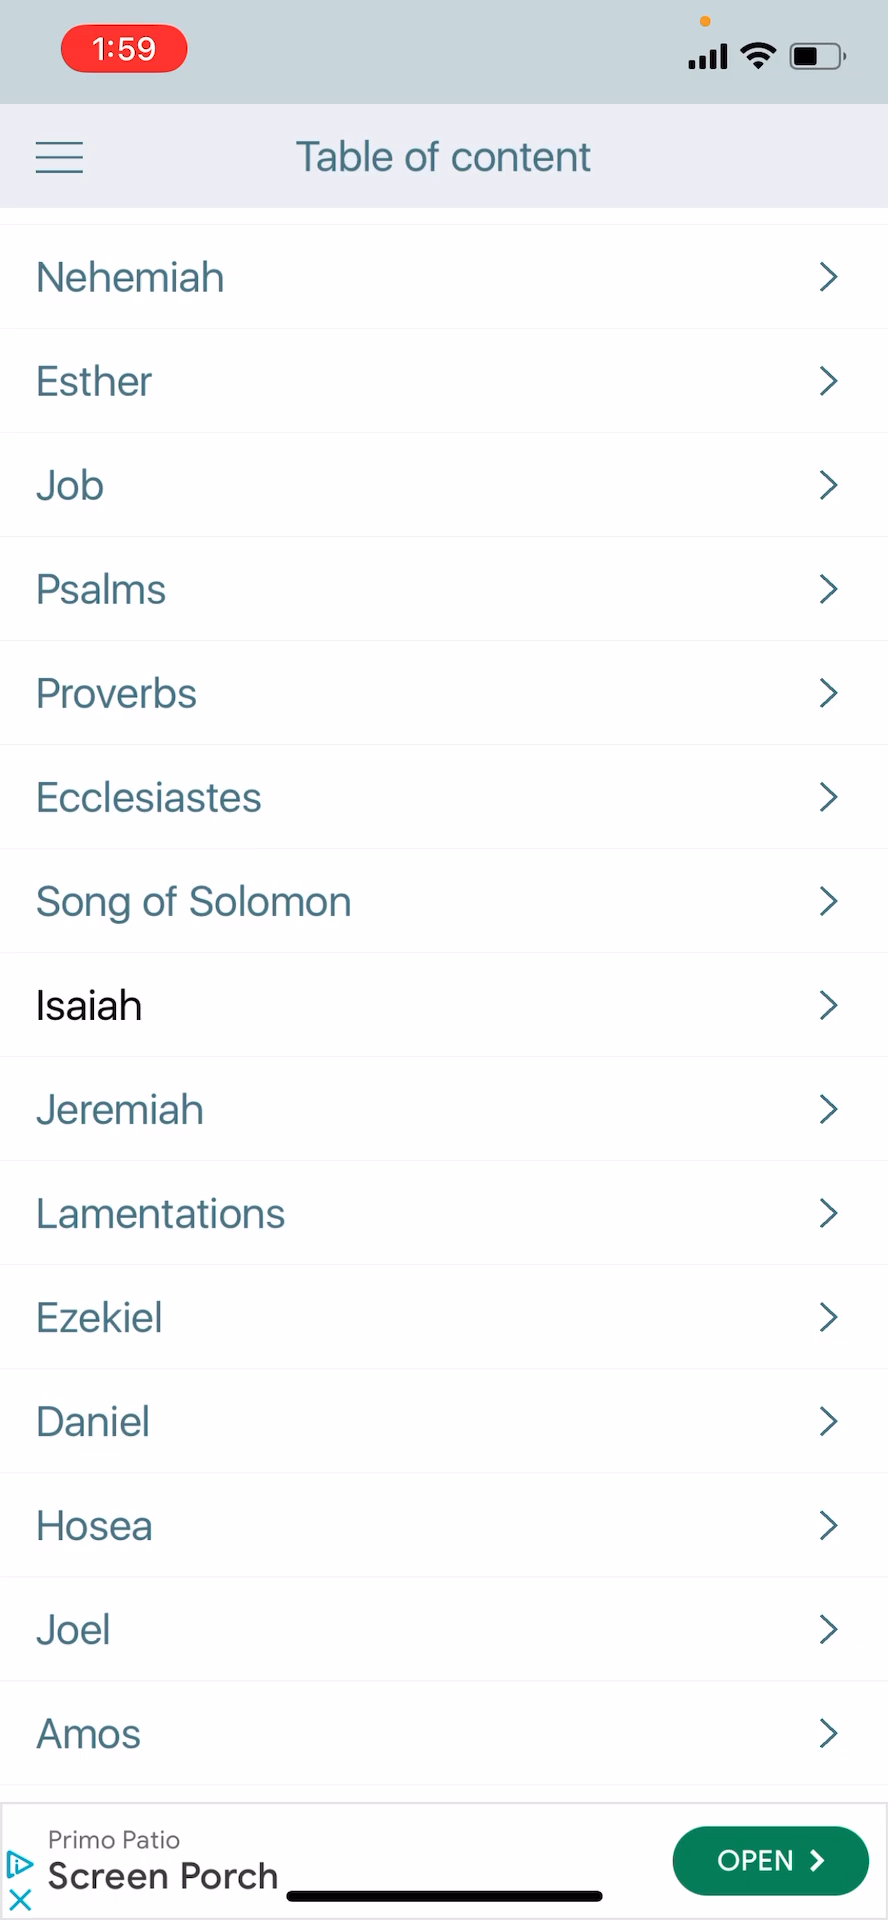 1:59
Table of content
Nehemiah
Esther
Job
Psalms
Proverbs
Ecclesiastes
Song of Solomon
Isaiah
Jeremiah
Lamentations
Ezekiel
Daniel
Hosea
Joel
Amos
Primo Patio
Screen Porch
OPEN